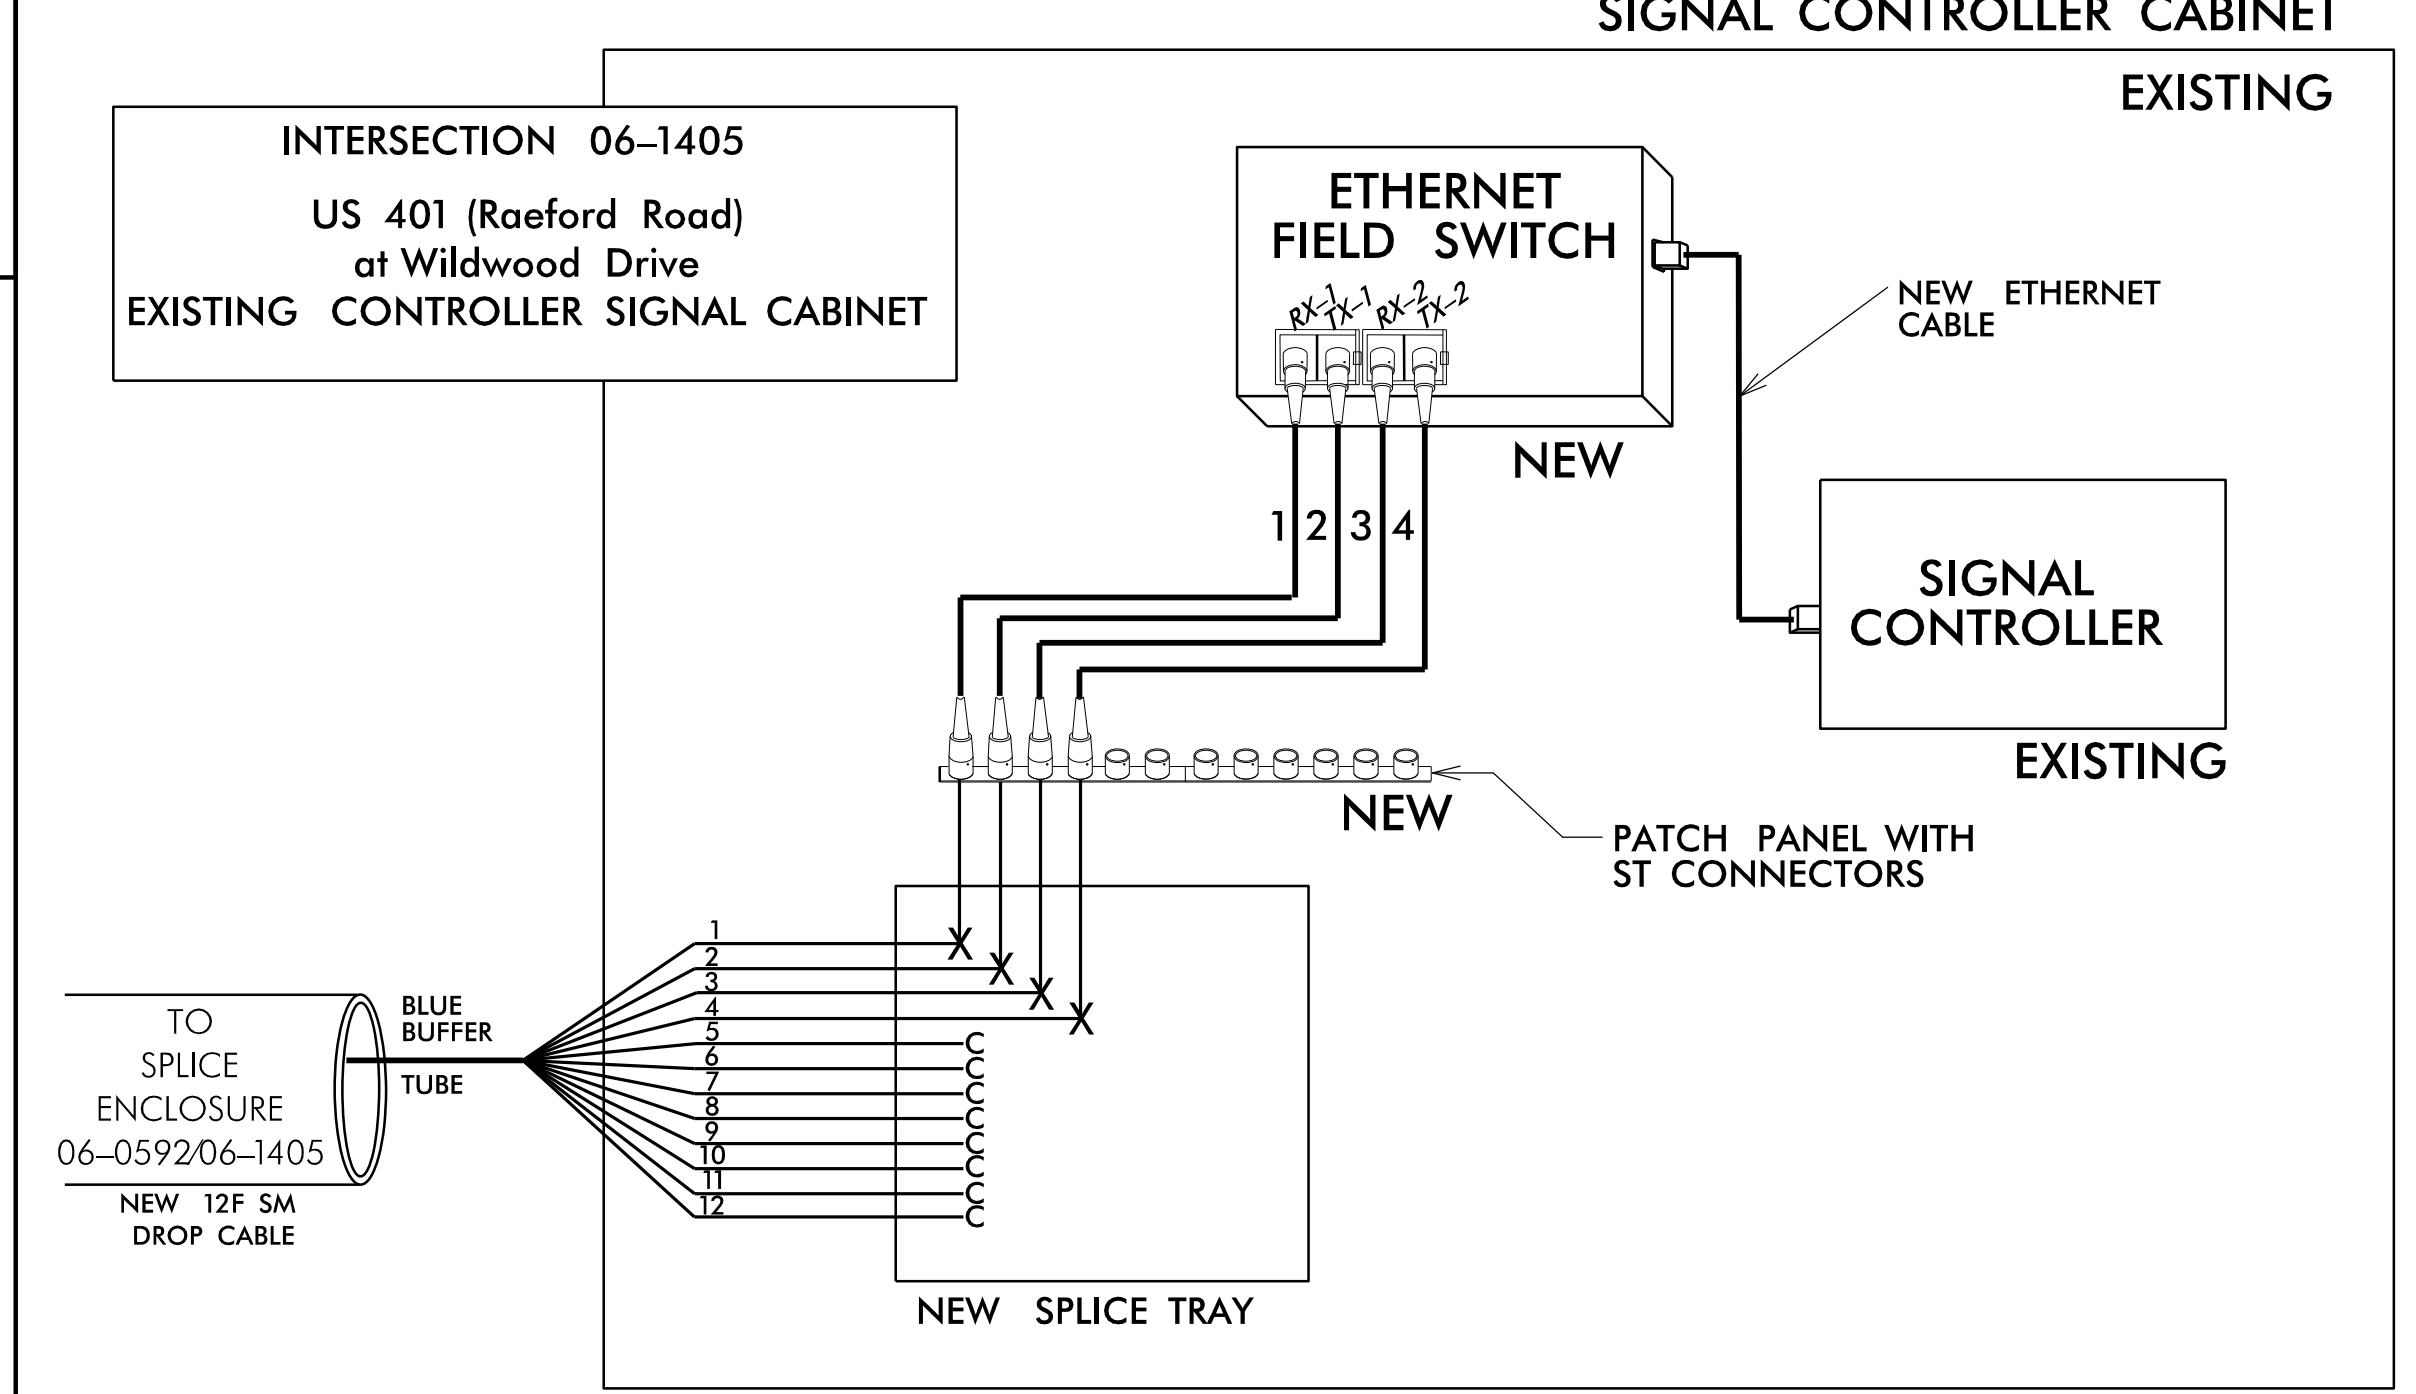 SIGNAL CONTROLLER CABINET
EXISTING
INTERSECTION 06–1405
US 401 (Raeford Road)
at Wildwood Drive
EXISTING CONTROLLER SIGNAL CABINET
ETHERNET
FIELD SWITCH
RX–1
TX–1
RX–2
TX–2
NEW
NEW ETHERNET
CABLE
1 2 3 4
SIGNAL
CONTROLLER
EXISTING
NEW
PATCH PANEL WITH
ST CONNECTORS
1
2
3
4
5
6
7
8
9
10
11
12
X
X
X
X
C
C
C
C
C
C
C
C
BLUE
BUFFER
TUBE
TO
SPLICE
ENCLOSURE
06–0592/06–1405
NEW 12F SM
DROP CABLE
NEW SPLICE TRAY